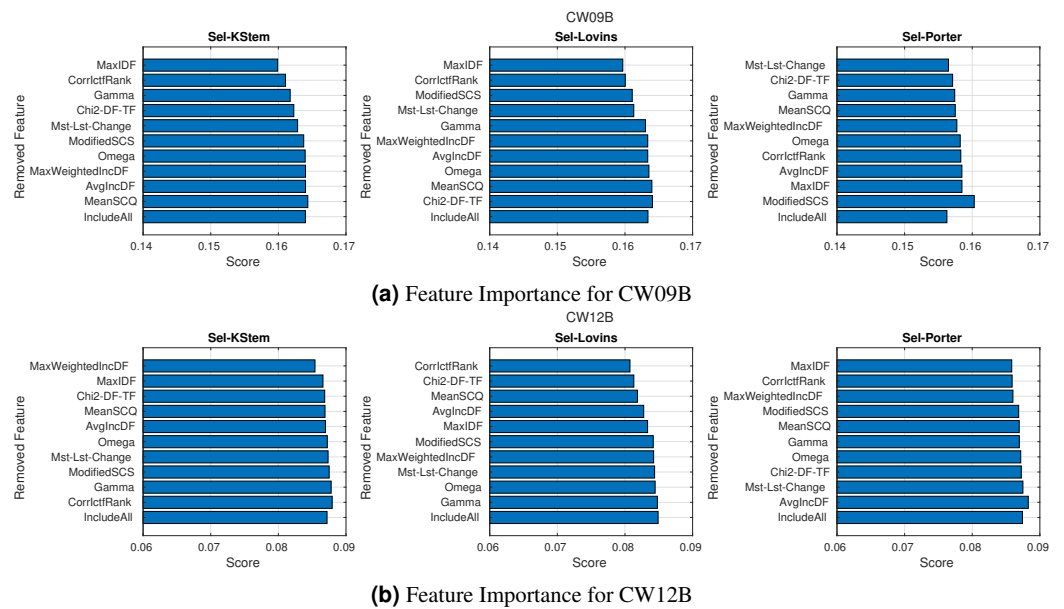 CW09B
Sel-KStem
Removed Feature
MaxIDF
CorrIctfRank
Gamma
Chi2-DF-TF
Mst-Lst-Change
ModifiedSCS
Omega
MaxWeightedIncDF
AvgIncDF
MeanSCQ
IncludeAll
0.14 0.15 0.16 0.17
Score
Sel-Lovins
Removed Feature
MaxIDF
CorrIctfRank
ModifiedSCS
Mst-Lst-Change
Gamma
MaxWeightedIncDF
AvgIncDF
Omega
MeanSCQ
Chi2-DF-TF
IncludeAll
0.14 0.15 0.16 0.17
Score
Sel-Porter
Removed Feature
Mst-Lst-Change
Chi2-DF-TF
Gamma
MeanSCQ
MaxWeightedIncDF
Omega
CorrIctfRank
AvgIncDF
MaxIDF
ModifiedSCS
IncludeAll
0.14 0.15 0.16 0.17
Score
(a) Feature Importance for CW09B
CW12B
Sel-KStem
Removed Feature
MaxWeightedIncDF
MaxIDF
Chi2-DF-TF
MeanSCQ
AvgIncDF
Omega
Mst-Lst-Change
ModifiedSCS
Gamma
CorrIctfRank
IncludeAll
0.06 0.07 0.08 0.09
Score
Sel-Lovins
Removed Feature
CorrIctfRank
Chi2-DF-TF
MeanSCQ
AvgIncDF
MaxIDF
ModifiedSCS
MaxWeightedIncDF
Mst-Lst-Change
Omega
Gamma
IncludeAll
0.06 0.07 0.08 0.09
Score
Sel-Porter
Removed Feature
MaxIDF
CorrIctfRank
MaxWeightedIncDF
ModifiedSCS
MeanSCQ
Gamma
Omega
Chi2-DF-TF
Mst-Lst-Change
AvgIncDF
IncludeAll
0.06 0.07 0.08 0.09
Score
(b) Feature Importance for CW12B